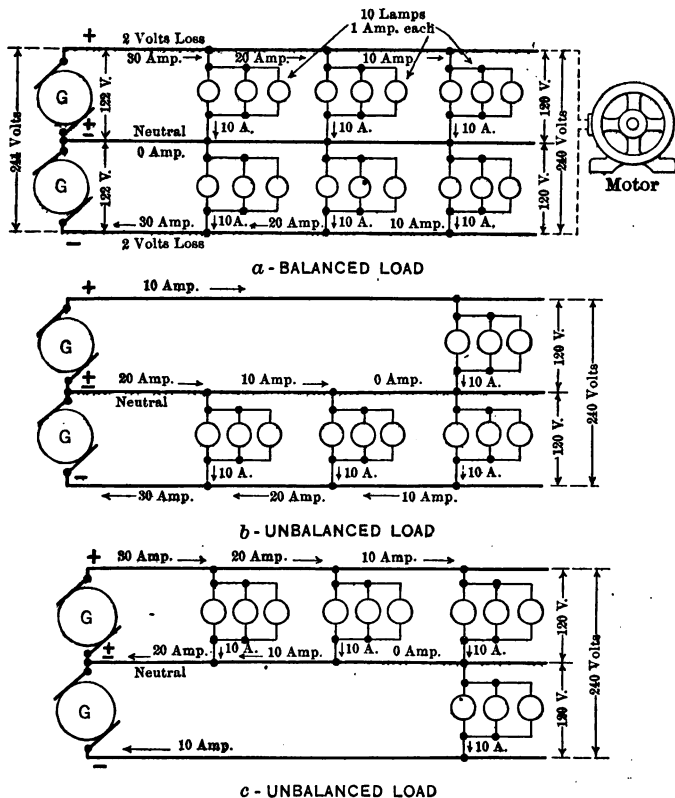 10 Lamps
1 Amp. each
+ 2 Volts Loss
30 Amp. → 20 Amp. → 10 Amp. →
G
244 Volts
122 V.
120 V.
240 Volts
↓10 A. ↓10 A. ↓10 A.
±
Neutral
0 Amp.
G
122 V.
120 V.
Motor
↓10 A. ↓10 A. ↓10 A.
← 30 Amp. ← 20 Amp. 10 Amp.
− 2 Volts Loss
a - BALANCED LOAD
+ 10 Amp. →
G
120 V.
240 Volts
↓10 A.
±
20 Amp. → 10 Amp. → 0 Amp.
Neutral
G
120 V.
↓10 A. ↓10 A. ↓10 A.
−
← 30 Amp. ← 20 Amp. ← 10 Amp.
b - UNBALANCED LOAD
+ 30 Amp. → 20 Amp. → 10 Amp. →
G
120 V.
240 Volts
↓10 A. ↓10 A. ↓10 A.
±
← 20 Amp. ← 10 Amp. 0 Amp.
Neutral
G
120 V.
↓10 A.
← 10 Amp.
−
c - UNBALANCED LOAD